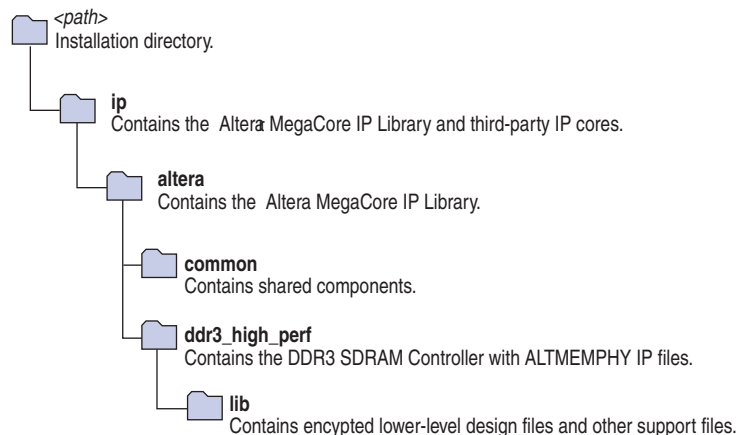 <path>
Installation directory.
ip
Contains the Altera MegaCore IP Library and third-party IP cores.
altera
Contains the Altera MegaCore IP Library.
common
Contains shared components.
ddr3_high_perf
Contains the DDR3 SDRAM Controller with ALTMEMPHY IP files.
lib
Contains encypted lower-level design files and other support files.